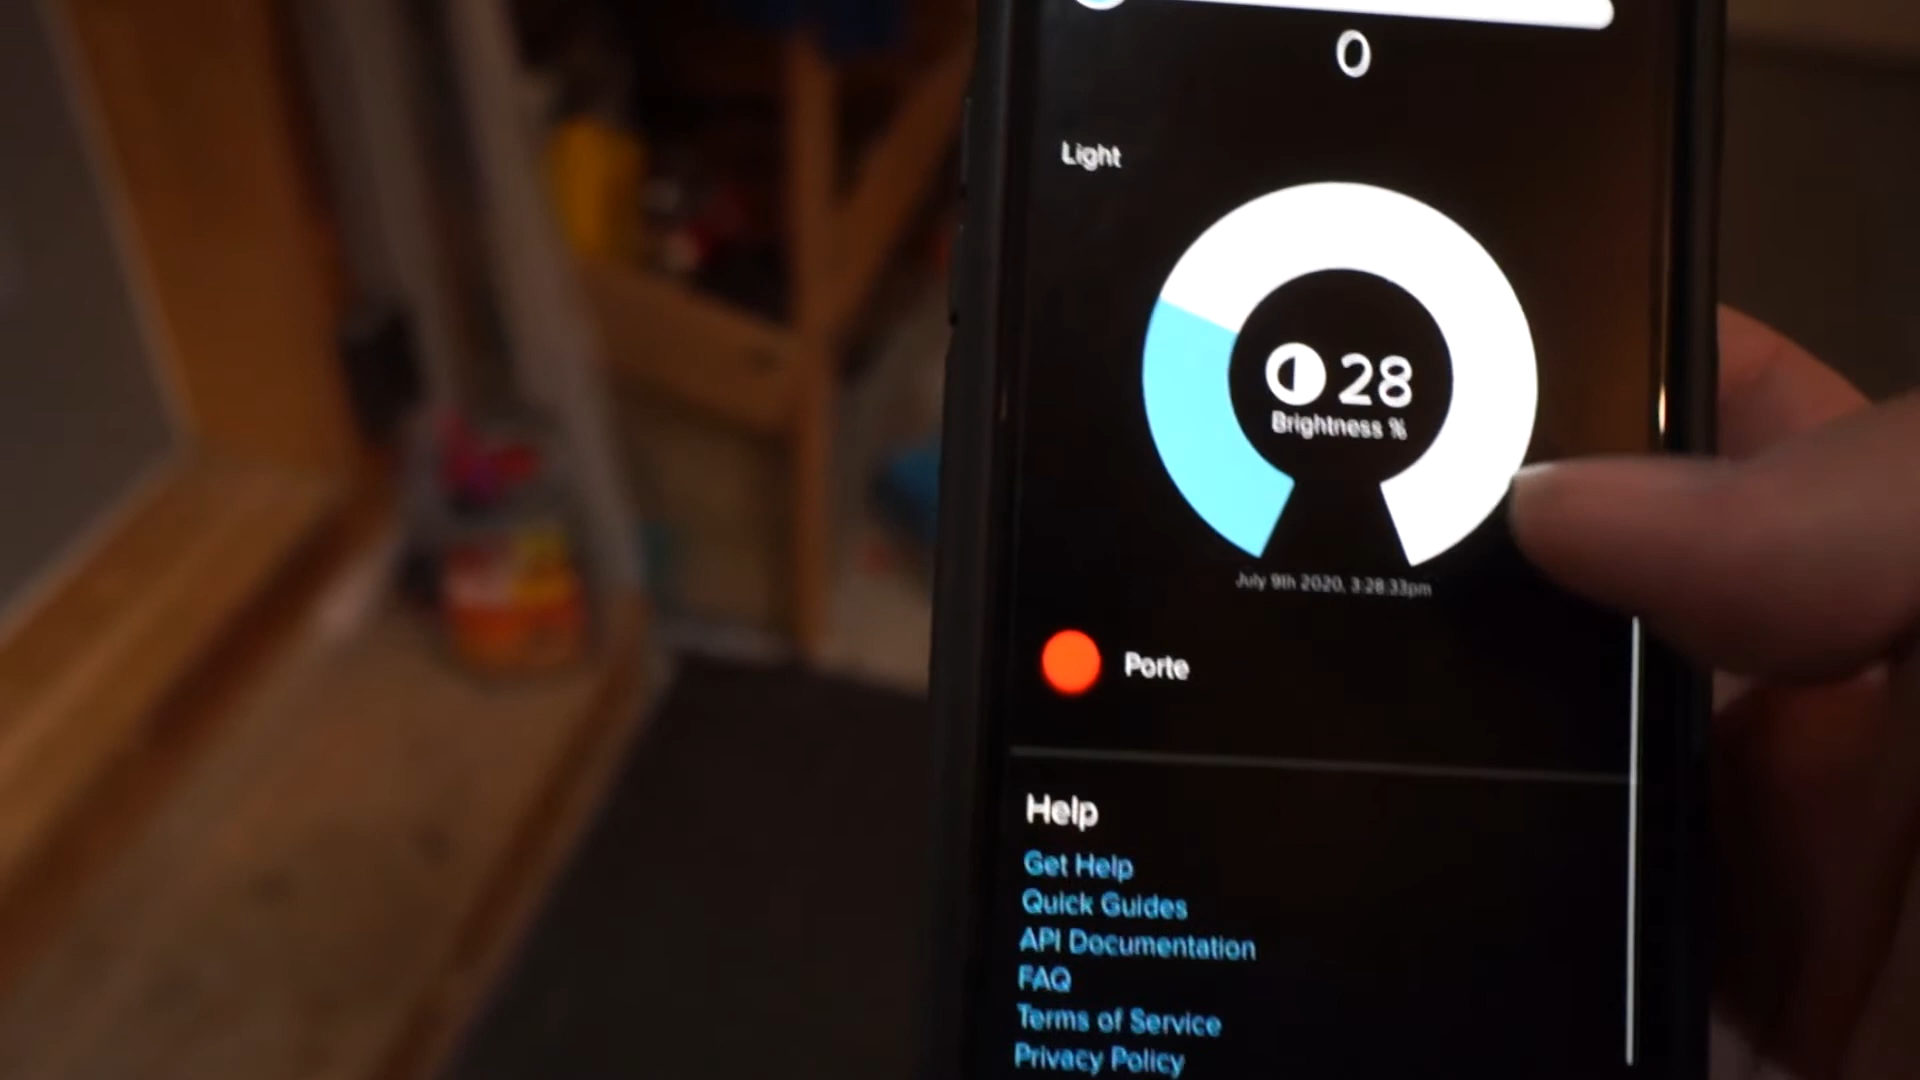 0
Light
28
Brightness %
July 9th 2020, 3:28:33pm
Porte
Help
Get Help
Quick Guides
API Documentation
FAQ
Terms of Service
Privacy Policy